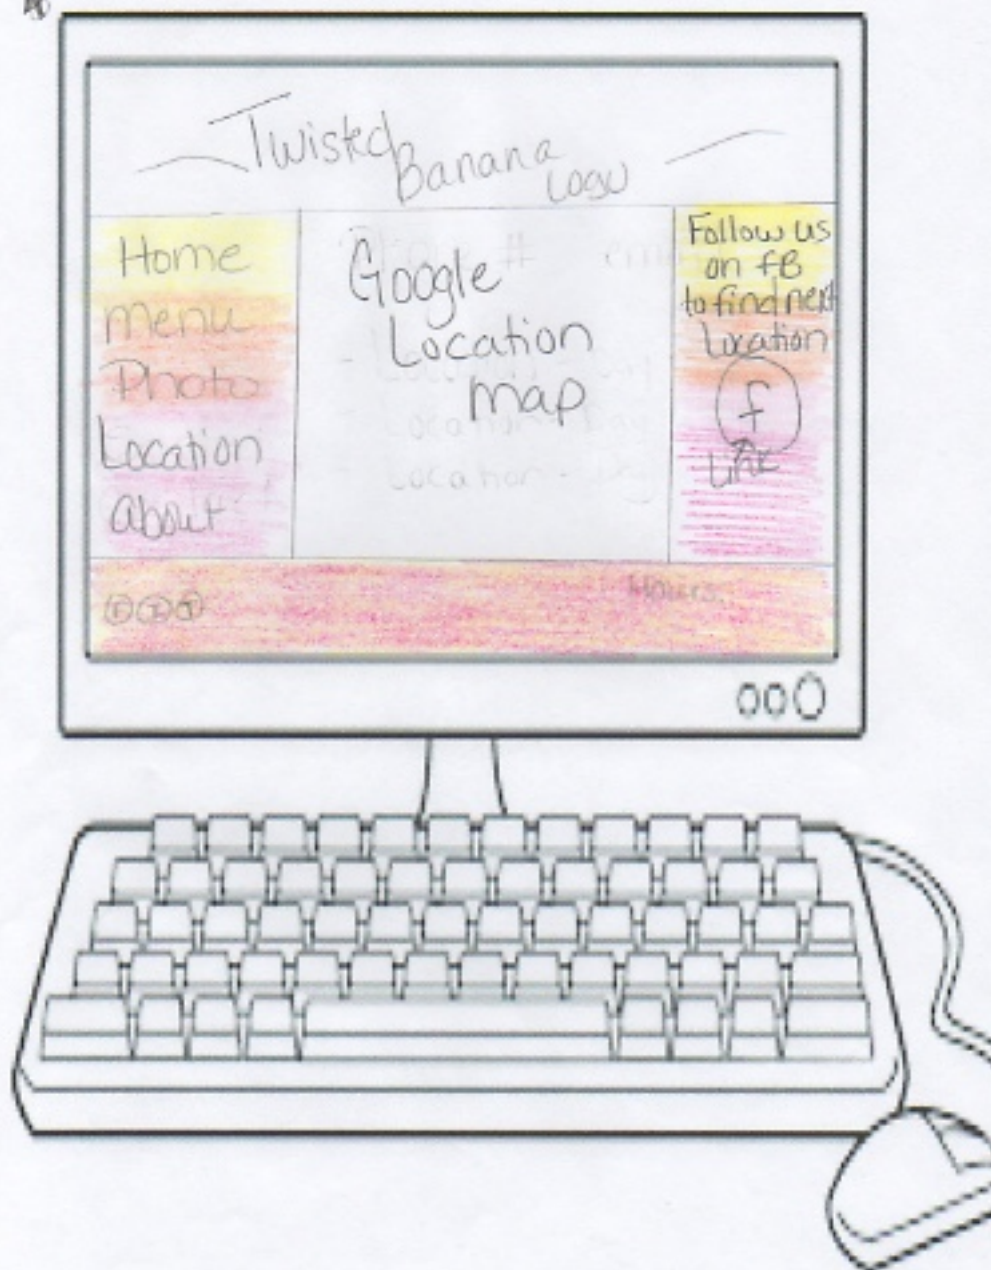 Twisted
Banana
Logo
Home
Menu
Photo
Location
About
Google
Location
map
Follow us
on fB
to find next
Location
f
Link
Hours